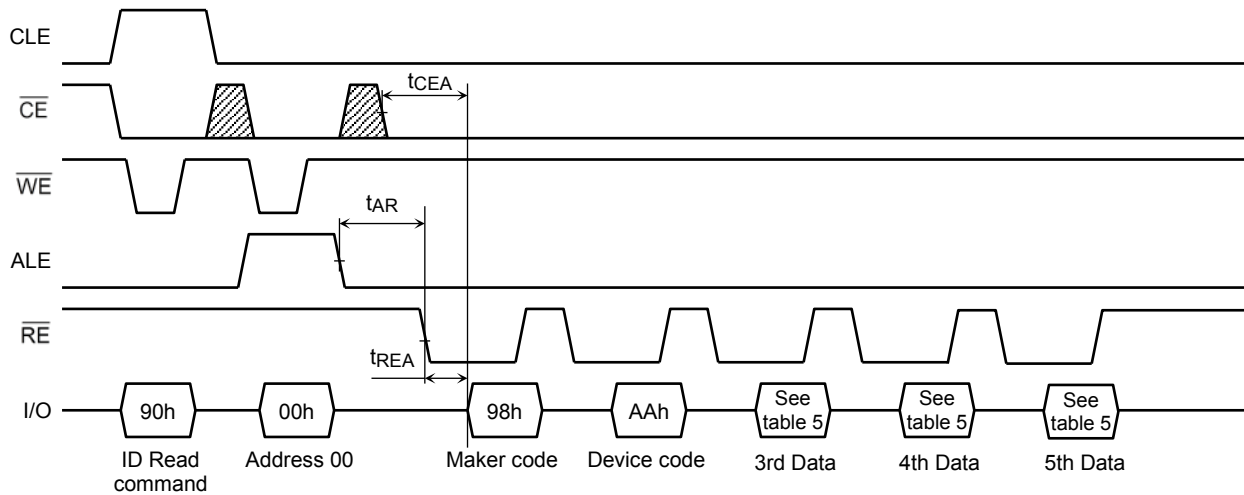 CLE
CE
tCEA
WE
tAR
ALE
RE
tREA
I/O
90h
00h
98h
AAh
See
table 5
See
table 5
See
table 5
ID Read
command
Address 00
Maker code
Device code
3rd Data
4th Data
5th Data